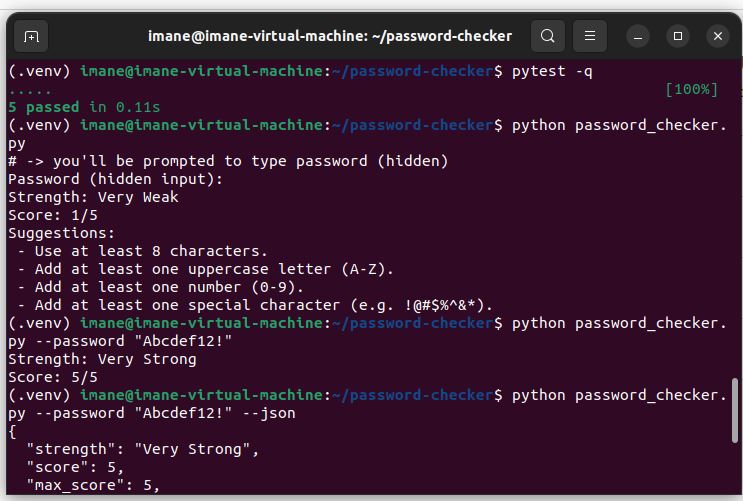 imane@imane-virtual-machine: ~/password-checker
(.venv) imane@imane-virtual-machine:~/password-checker$ pytest -q
..... [100%]
5 passed in 0.11s
(.venv) imane@imane-virtual-machine:~/password-checker$ python password_checker.
py
# -> you'll be prompted to type password (hidden)
Password (hidden input):
Strength: Very Weak
Score: 1/5
Suggestions:
 - Use at least 8 characters.
 - Add at least one uppercase letter (A-Z).
 - Add at least one number (0-9).
 - Add at least one special character (e.g. !@#$%^&*).
(.venv) imane@imane-virtual-machine:~/password-checker$ python password_checker.
py --password "Abcdef12!"
Strength: Very Strong
Score: 5/5
(.venv) imane@imane-virtual-machine:~/password-checker$ python password_checker.
py --password "Abcdef12!" --json
{
  "strength": "Very Strong",
  "score": 5,
  "max_score": 5,